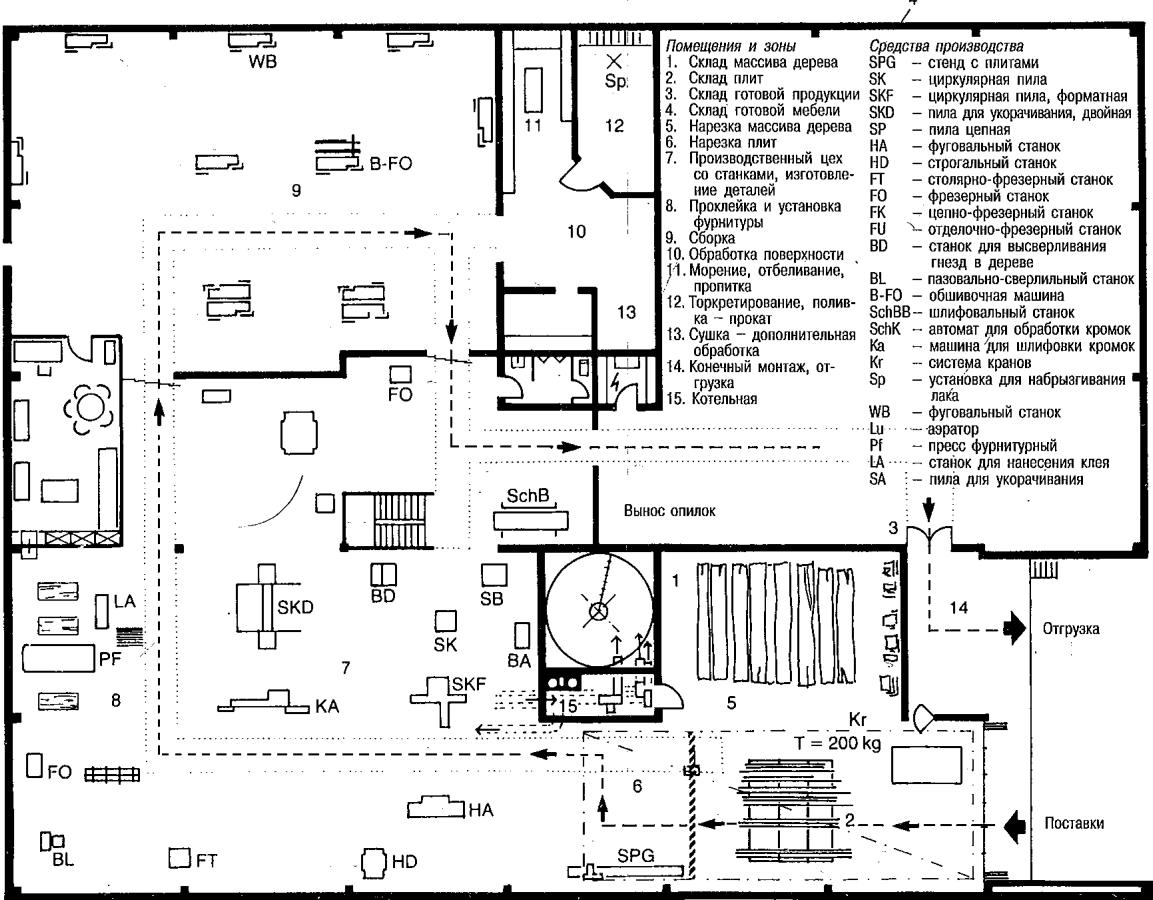 4
Помещения и зоны
1. Склад массива дерева
2. Склад плит
3. Склад готовой продукции
4. Склад готовой мебели
5. Нарезка массива дерева
6. Нарезка плит
7. Производственный цех
со станками, изготовле-
ние деталей
8. Проклейка и установка
фурнитуры
9. Сборка
10. Обработка поверхности
11. Морение, отбеливание,
пропитка
12. Торкретирование, полив-
ка – прокат
13. Сушка – дополнительная
обработка
14. Конечный монтаж, от-
грузка
15. Котельная
Средства производства
SPG – стенд с плитами
SK – циркулярная пила
SKF – циркулярная пила, форматная
SKD – пила для укорачивания, двойная
SP – пила цепная
HA – фуговальный станок
HD – строгальный станок
FT – столярно-фрезерный станок
FO – фрезерный станок
FK – цепно-фрезерный станок
FU – отделочно-фрезерный станок
BD – станок для высверливания
гнезд в дереве
BL – пазовально-сверлильный станок
B-FO – обшивочная машина
SchBB – шлифовальный станок
SchK – автомат для обработки кромок
Ka – машина для шлифовки кромок
Kr – система кранов
Sp – установка для набрызгивания
лака
WB – фуговальный станок
Lu – аэратор
Pf – пресс фурнитурный
LA – станок для нанесения клея
SA – пила для укорачивания
WB
Sp
11
12
B-FO
9
10
13
FO
SchB
Вынос опилок
3
LA
SKD
BD
SB
1
14
Отгрузка
SK
BA
PF
7
8
SKF
KA
15
5
Kr
T = 200 kg
FO
6
HA
2
Поставки
BL
FT
HD
SPG